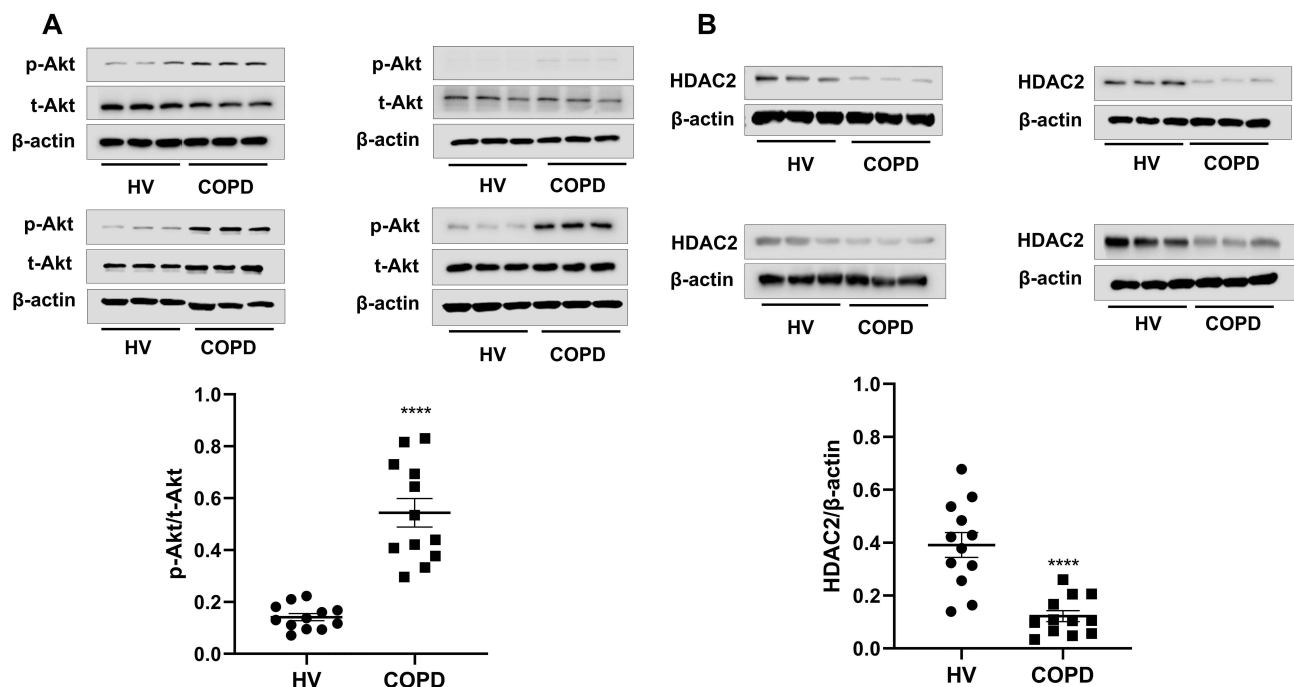 A
p-Akt
t-Akt
β-actin
HV COPD
p-Akt
t-Akt
β-actin
HV COPD
p-Akt
t-Akt
β-actin
HV COPD
p-Akt
t-Akt
β-actin
HV COPD
p-Akt/t-Akt
1.0
0.8
0.6
0.4
0.2
0.0
****
HV COPD
B
HDAC2
β-actin
HV COPD
HDAC2
β-actin
HV COPD
HDAC2
β-actin
HV COPD
HDAC2
β-actin
HV COPD
HDAC2/β-actin
1.0
0.8
0.6
0.4
0.2
0.0
****
HV COPD